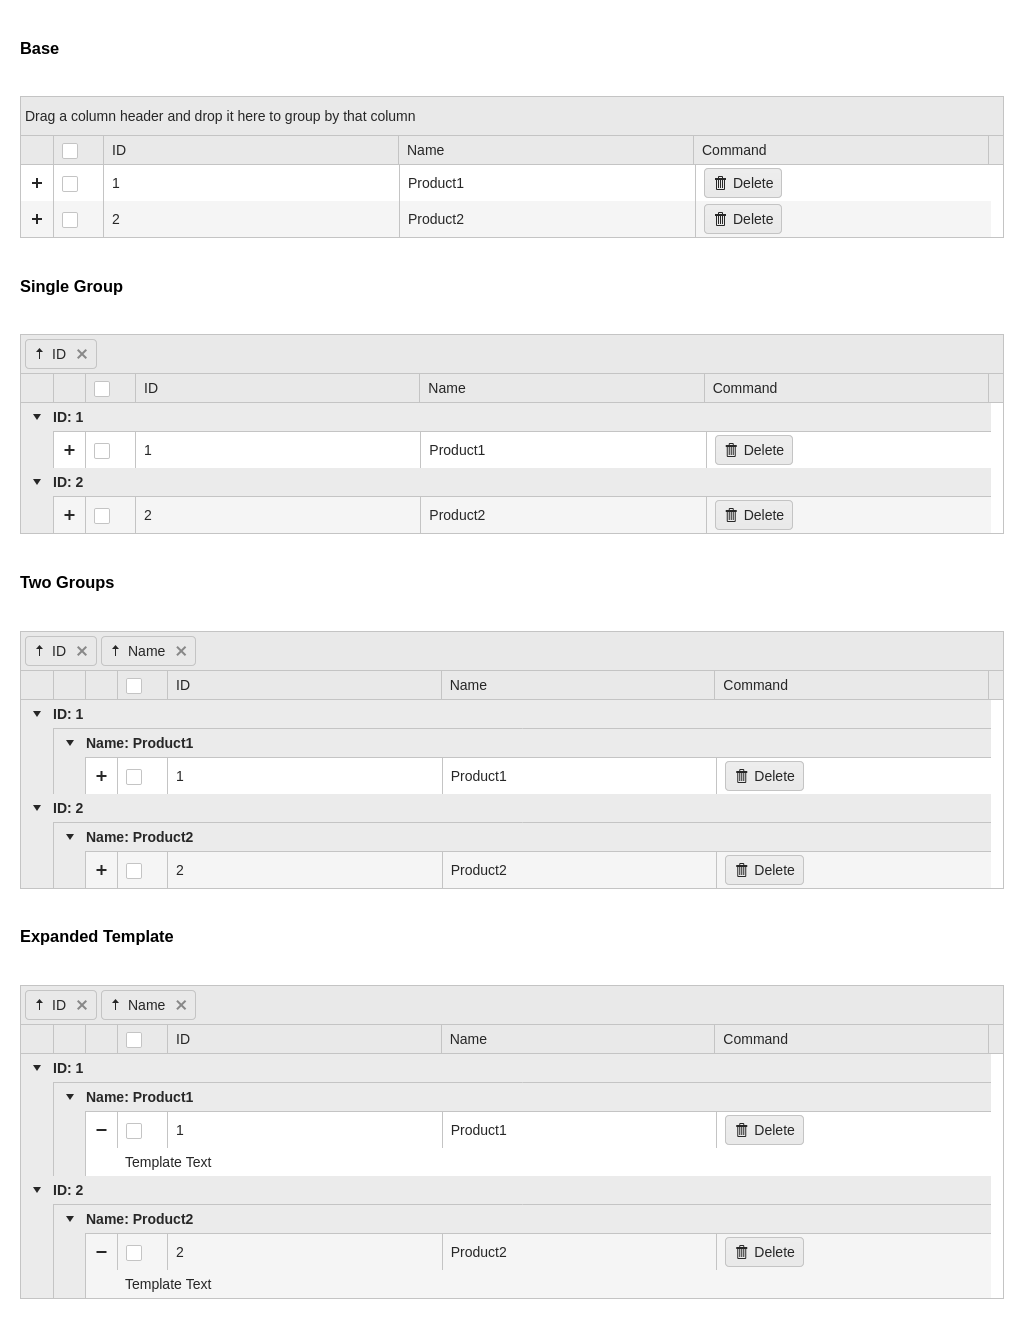 Base
Drag a column header and drop it here to group by that column
ID Name Command
1 Product1 Delete
2 Product2 Delete
Single Group
ID
ID Name Command
ID: 1
1 Product1 Delete
ID: 2
2 Product2 Delete
Two Groups
ID Name
ID Name Command
ID: 1
Name: Product1
1 Product1 Delete
ID: 2
Name: Product2
2 Product2 Delete
Expanded Template
ID Name
ID Name Command
ID: 1
Name: Product1
1 Product1 Delete
Template Text
ID: 2
Name: Product2
2 Product2 Delete
Template Text